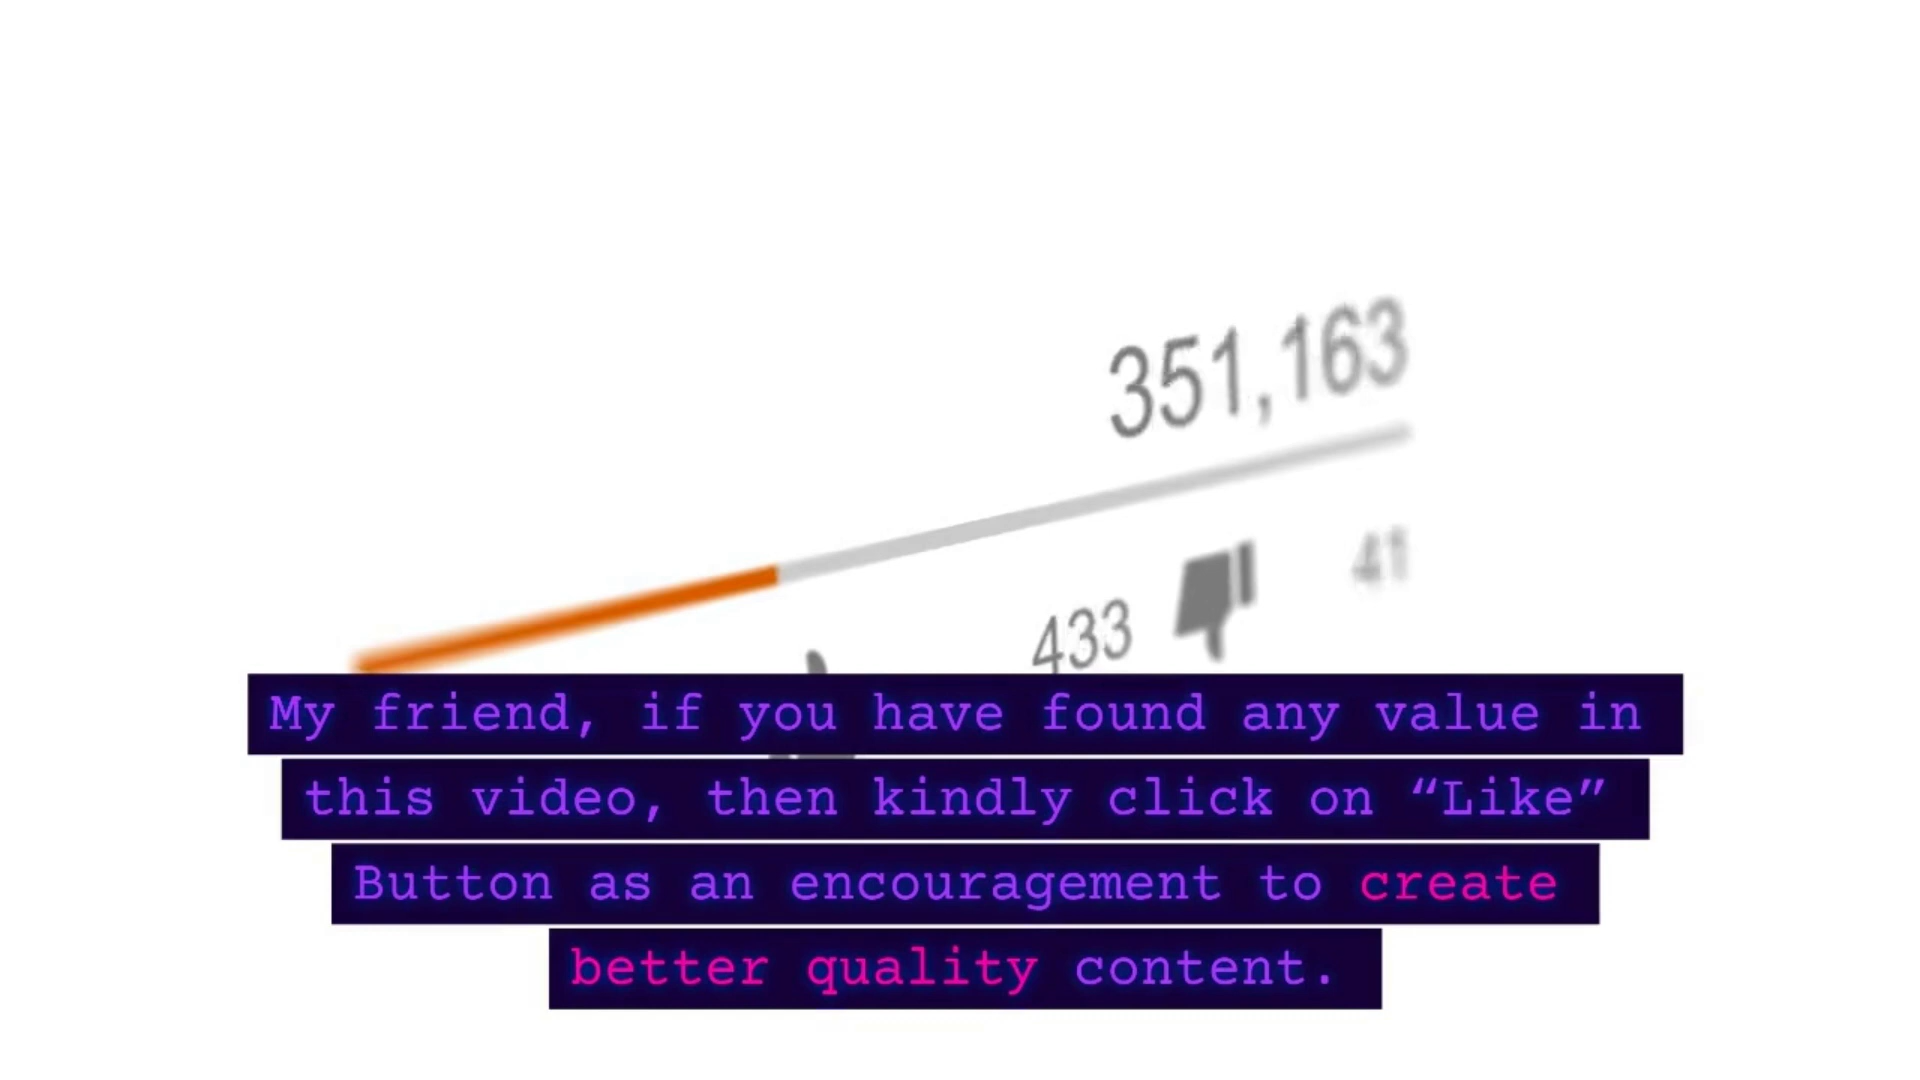 351,163
433
41
My friend, if you have found any value in
this video, then kindly click on “Like”
Button as an encouragement to create
better quality content.